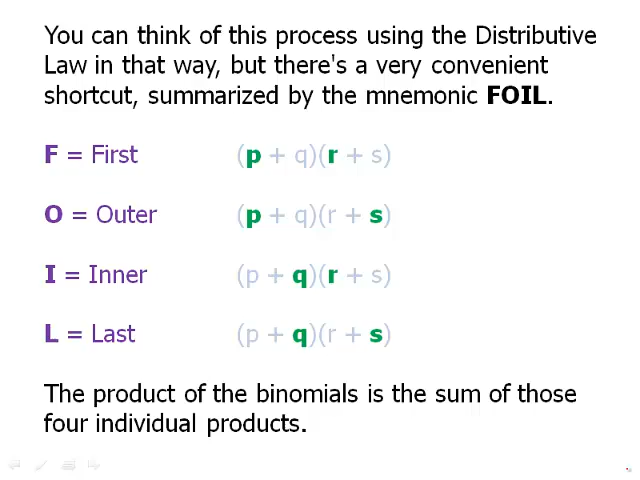 You can think of this process using the Distributive
Law in that way, but there's a very convenient
shortcut, summarized by the mnemonic FOIL.
F = First (p + q)(r + s)
O = Outer (p + q)(r + s)
I = Inner (p + q)(r + s)
L = Last (p + q)(r + s)
The product of the binomials is the sum of those
four individual products.